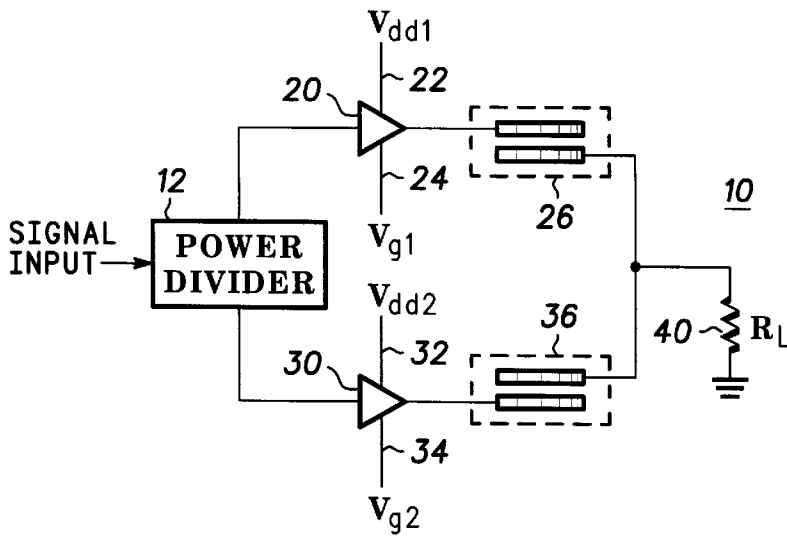 Vdd1
22
20
24
Vg1
26
10
12
SIGNAL
INPUT
POWER
DIVIDER
Vdd2
32
30
34
Vg2
36
40
RL